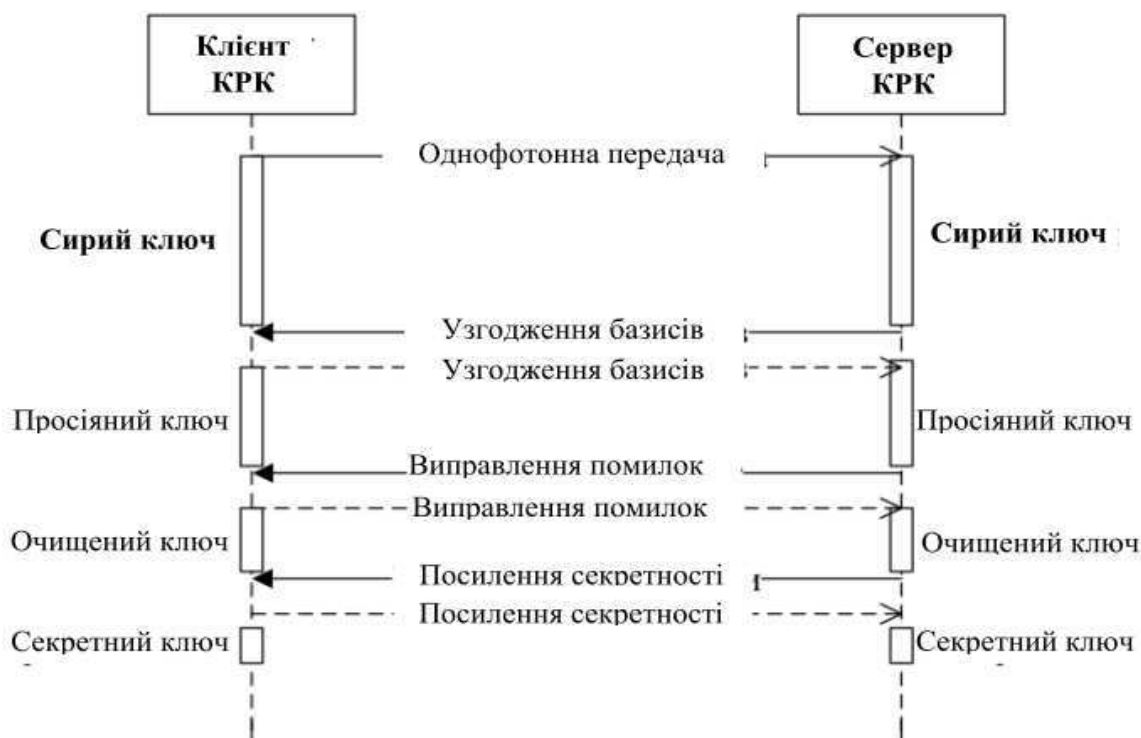 Клієнт
КРК
Сервер
КРК
Однофотонна передача
Сирий ключ
Сирий ключ
Узгодження базисів
Узгодження базисів
Просіяний ключ
Просіяний ключ
Виправлення помилок
Виправлення помилок
Очищений ключ
Очищений ключ
Посилення секретності
Посилення секретності
Секретний ключ
Секретний ключ